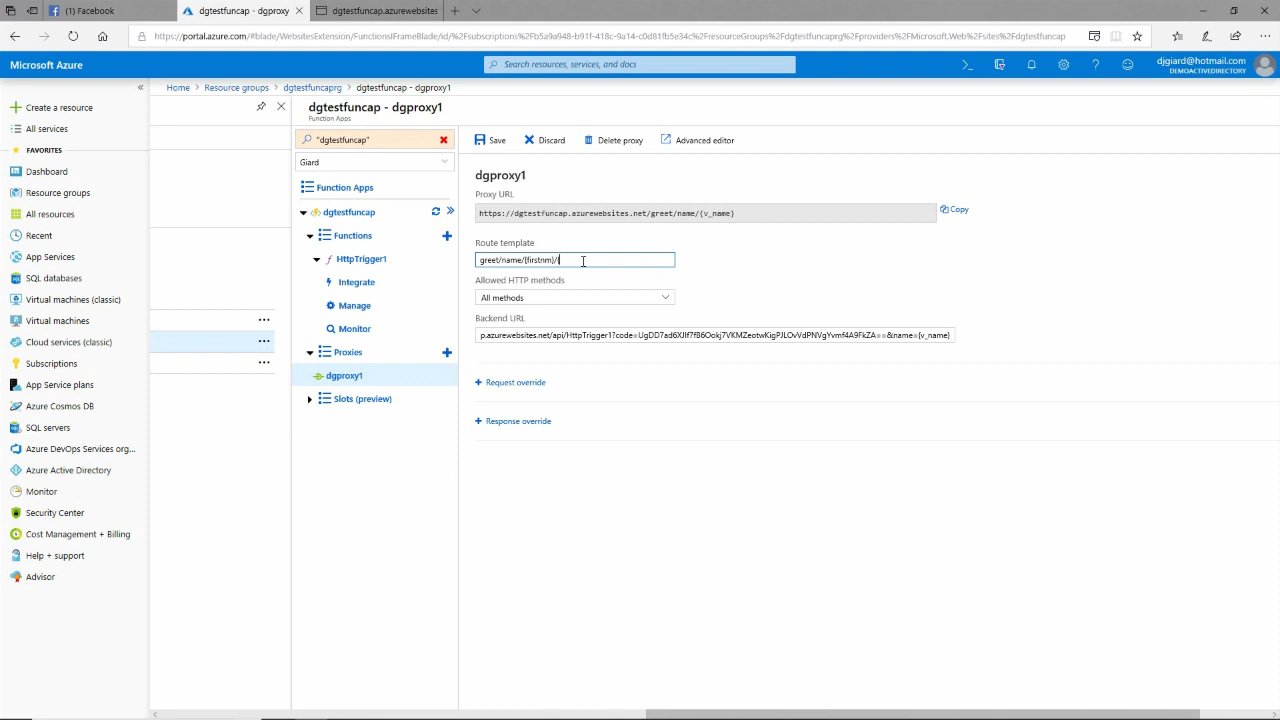 (1) Facebook
dgtestfuncap - dgproxy1
dgtestfuncap.azurewebsites
https://portal.azure.com/#blade/WebsitesExtension/FunctionsIFrameBlade/id/%2Fsubscriptions%2Fb5a9a948-b91f-418c-9a14-c0d81fb5e34c%2FresourceGroups%2Fdgtestfuncaprg%2Fproviders%2FMicrosoft.Web%2Fsites%2Fdgtestfuncap
Microsoft Azure
Search resources, services, and docs
djgiard@hotmail.com
DEMOACTIVEDIRECTORY
Home > Resource groups > dgtestfuncaprg > dgtestfuncap - dgproxy1
Create a resource
All services
FAVORITES
Dashboard
Resource groups
All resources
Recent
App Services
SQL databases
Virtual machines (classic)
Virtual machines
Cloud services (classic)
Subscriptions
App Service plans
Azure Cosmos DB
SQL servers
Azure DevOps Services org...
Azure Active Directory
Monitor
Security Center
Cost Management + Billing
Help + support
Advisor
dgtestfuncap - dgproxy1
Function Apps
"dgtestfuncap"
Giard
Function Apps
dgtestfuncap
Functions
HttpTrigger1
Integrate
Manage
Monitor
Proxies
dgproxy1
Slots (preview)
Save
Discard
Delete proxy
Advanced editor
dgproxy1
Proxy URL
https://dgtestfuncap.azurewebsites.net/greet/name/{v_name}
Copy
Route template
greet/name/{firstnm}/{
Allowed HTTP methods
All methods
Backend URL
p.azurewebsites.net/api/HttpTrigger1?code=UgDD7ad6XJIf7f86Ookj7VKMZeotwKigPJLOvVdPNVgYvmf4A9FkZA==&name={v_name}
Request override
Response override